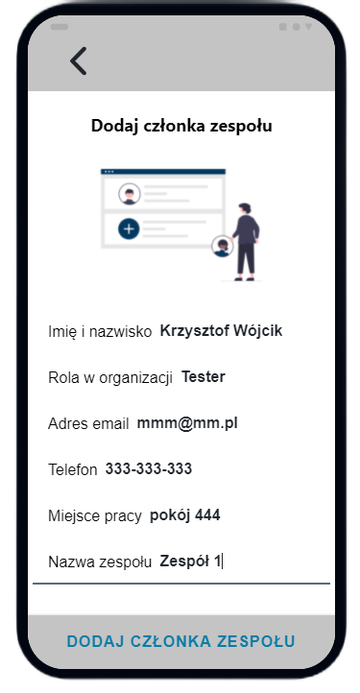 Dodaj członka zespołu
Imię i nazwisko Krzysztof Wójcik
Rola w organizacji Tester
Adres email mmm@mm.pl
Telefon 333-333-333
Miejsce pracy pokój 444
Nazwa zespołu Zespół 1
DODAJ CZŁONKA ZESPOŁU